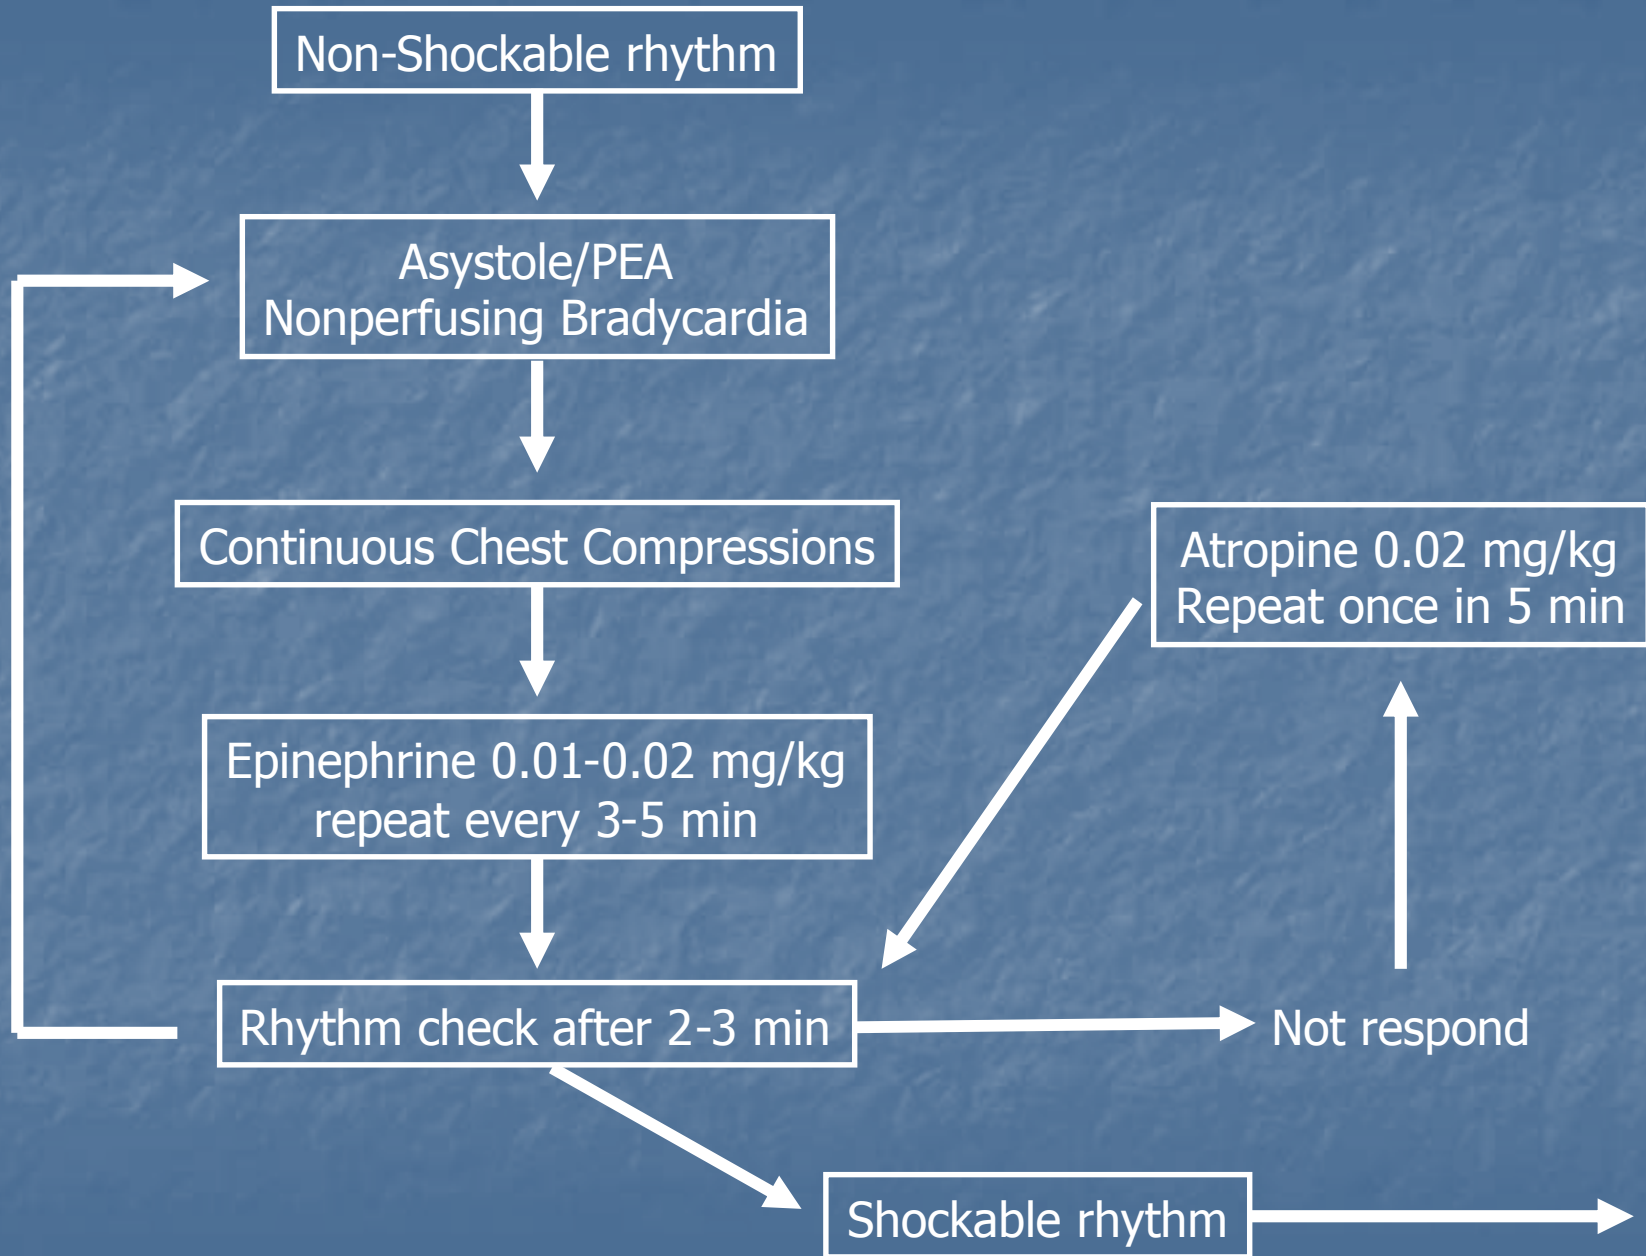 Non-Shockable rhythm
Asystole/PEA
Nonperfusing Bradycardia
Continuous Chest Compressions
Atropine 0.02 mg/kg
Repeat once in 5 min
Epinephrine 0.01-0.02 mg/kg
repeat every 3-5 min
Rhythm check after 2-3 min
Not respond
Shockable rhythm